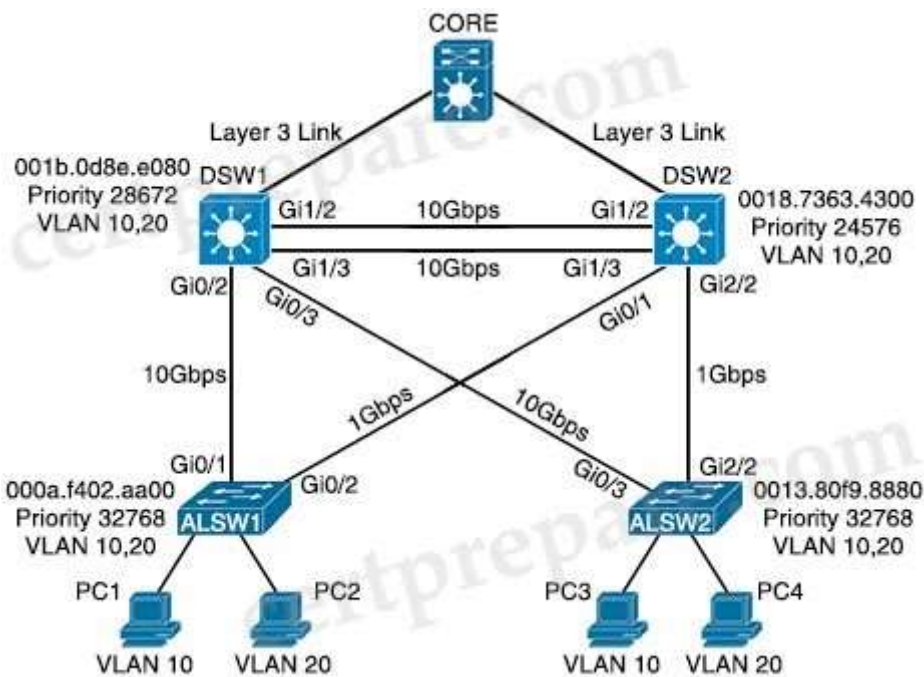 CORE
Layer 3 Link
Layer 3 Link
001b.0d8e.e080
Priority 28672
VLAN 10,20
DSW1
DSW2
0018.7363.4300
Priority 24576
VLAN 10,20
Gi1/2
10Gbps
Gi1/2
Gi1/3
10Gbps
Gi1/3
Gi0/2
Gi0/3
Gi0/1
Gi2/2
10Gbps
1Gbps
10Gbps
1Gbps
Gi0/1
Gi0/2
Gi0/3
Gi2/2
000a.f402.aa00
Priority 32768
VLAN 10,20
ALSW1
ALSW2
0013.80f9.8880
Priority 32768
VLAN 10,20
PC1
PC2
PC3
PC4
VLAN 10
VLAN 20
VLAN 10
VLAN 20
certprepare.com
certprepare.com